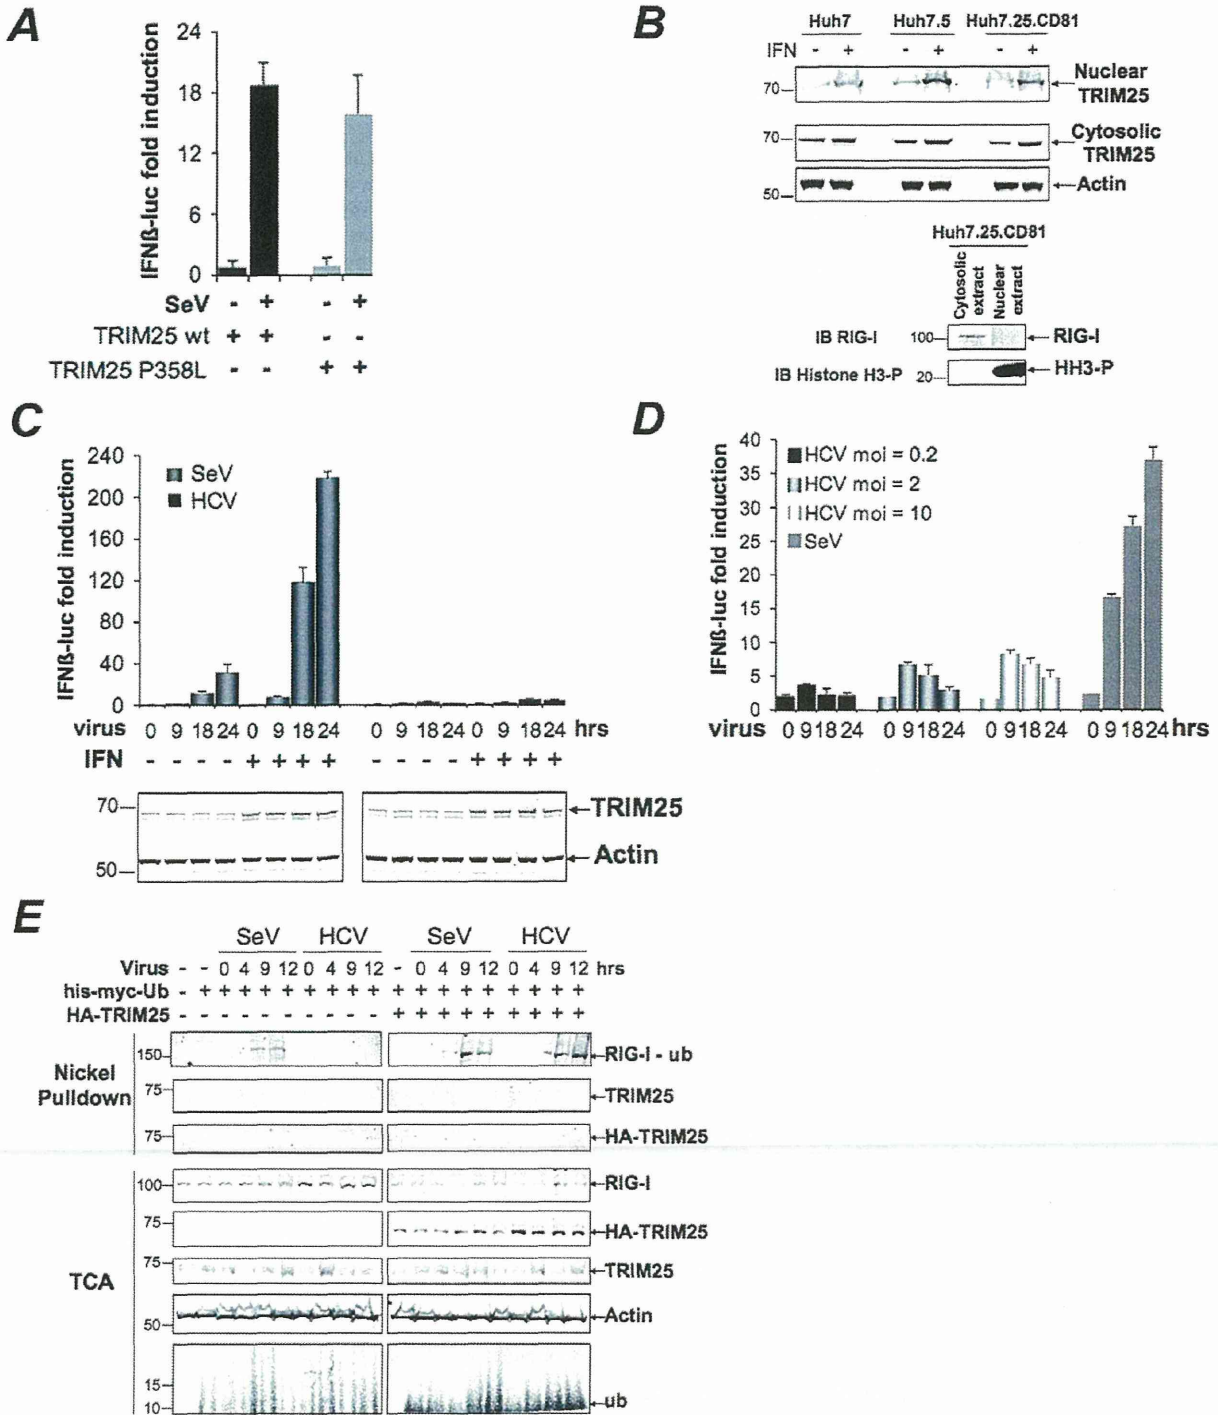 A
IFNß-luc fold induction
24
18
12
6
0
SeV - + - +
TRIM25 wt + + - -
TRIM25 P358L - - + +
B
Huh7 Huh7.5 Huh7.25.CD81
IFN - + - + - +
70
Nuclear
TRIM25
70
Cytosolic
TRIM25
50
Actin
Huh7.25.CD81
Cytosolic
extract
Nuclear
extract
IB RIG-I 100 RIG-I
IB Histone H3-P 20 HH3-P
C
IFNß-luc fold induction
240
200
160
120
80
40
0
SeV
HCV
virus 0 9 18 24 0 9 18 24 0 9 18 24 0 9 18 24 hrs
IFN - - - - + + + + - - - - + + + +
70 TRIM25
50 Actin
D
IFNß-luc fold induction
40
35
30
25
20
15
10
5
0
HCV moi = 0.2
HCV moi = 2
HCV moi = 10
SeV
virus 0 9 18 24 0 9 18 24 0 9 18 24 0 9 18 24 hrs
E
SeV HCV SeV HCV
Virus - - 0 4 9 12 0 4 9 12 - 0 4 9 12 0 4 9 12 hrs
his-myc-Ub - + + + + + + + + + + + + + + + + + +
HA-TRIM25 - - - - - - - - - - + + + + + + + + +
Nickel
Pulldown
150 RIG-I - ub
75 TRIM25
75 HA-TRIM25
TCA
100 RIG-I
75 HA-TRIM25
75 TRIM25
50 Actin
15
10 ub